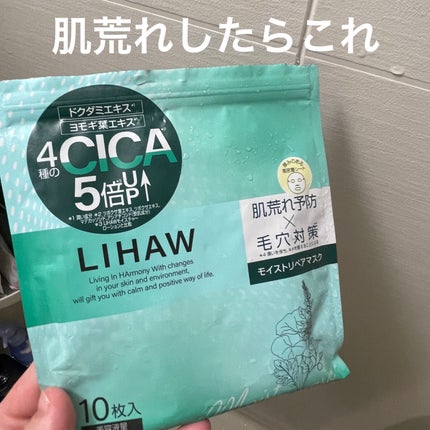 肌荒れしたらこれ
ドクダミエキス*1
ヨモギ葉エキス*1
4種のCICA*2
5倍UP↑*3
LIHAW
Living In HArmony With changes
in your skin and environment,
will gift you with calm and positive way of life.
肌荒れ予防
×
毛穴対策
モイストリペアマスク
10枚入